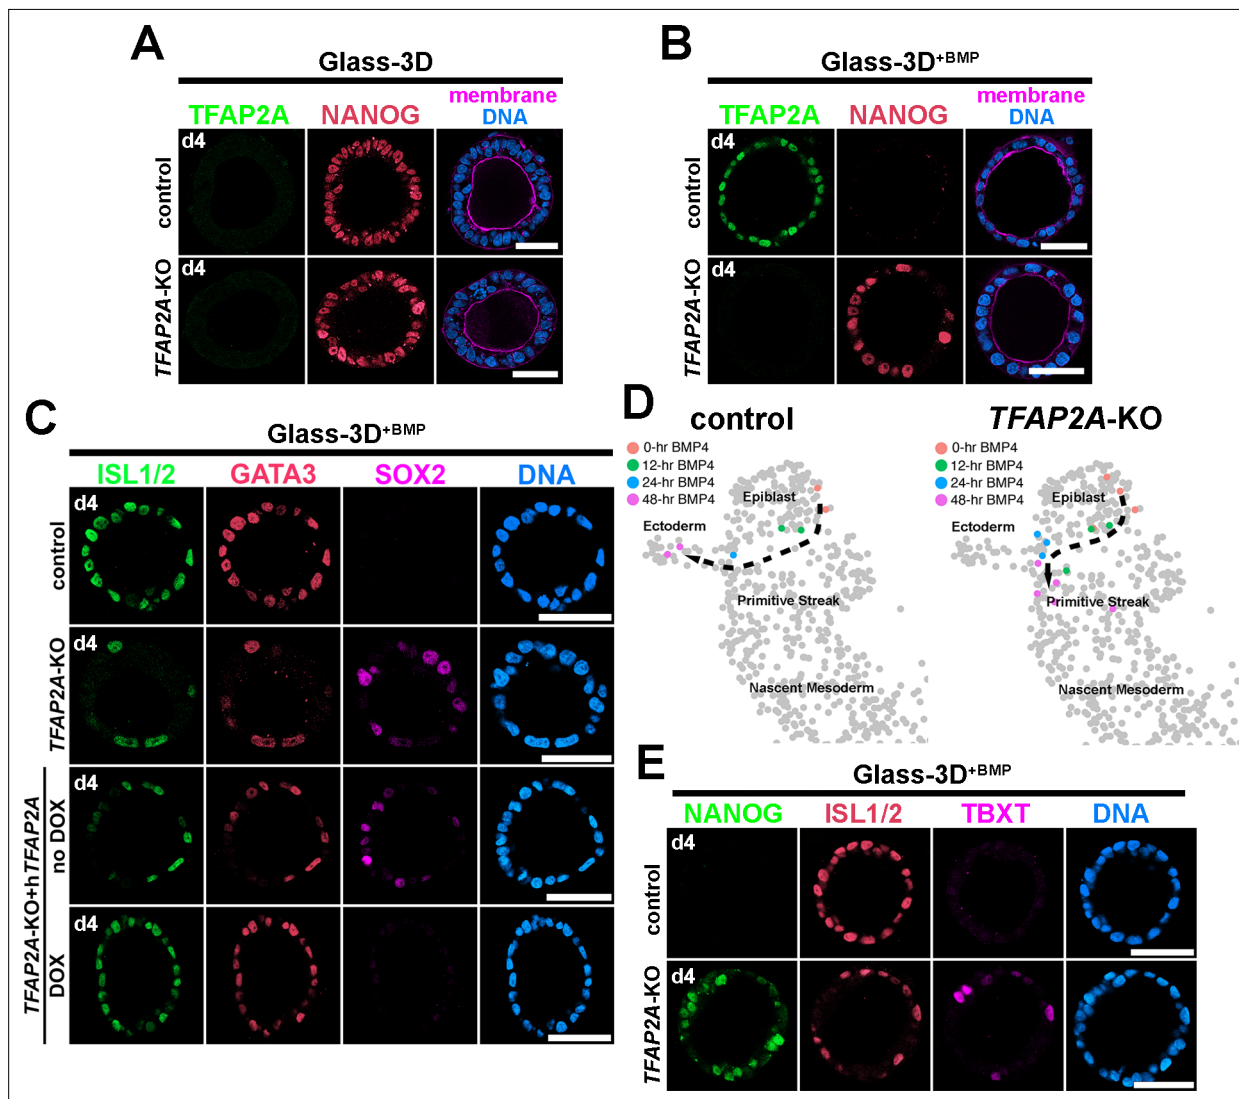 A
Glass-3D
TFAP2A NANOG membrane
DNA
d4
control
d4
TFAP2A-KO
B
Glass-3D+BMP
TFAP2A NANOG membrane
DNA
d4
control
d4
TFAP2A-KO
C
Glass-3D+BMP
ISL1/2 GATA3 SOX2 DNA
d4
control
d4
TFAP2A-KO
d4
no DOX
d4
DOX
TFAP2A-KO+hTFAP2A
D
control
0-hr BMP4
12-hr BMP4
24-hr BMP4
48-hr BMP4
Epiblast
Ectoderm
Primitive Streak
Nascent Mesoderm
TFAP2A-KO
0-hr BMP4
12-hr BMP4
24-hr BMP4
48-hr BMP4
Epiblast
Ectoderm
Primitive Streak
Nascent Mesoderm
E
Glass-3D+BMP
NANOG ISL1/2 TBXT DNA
d4
control
d4
TFAP2A-KO